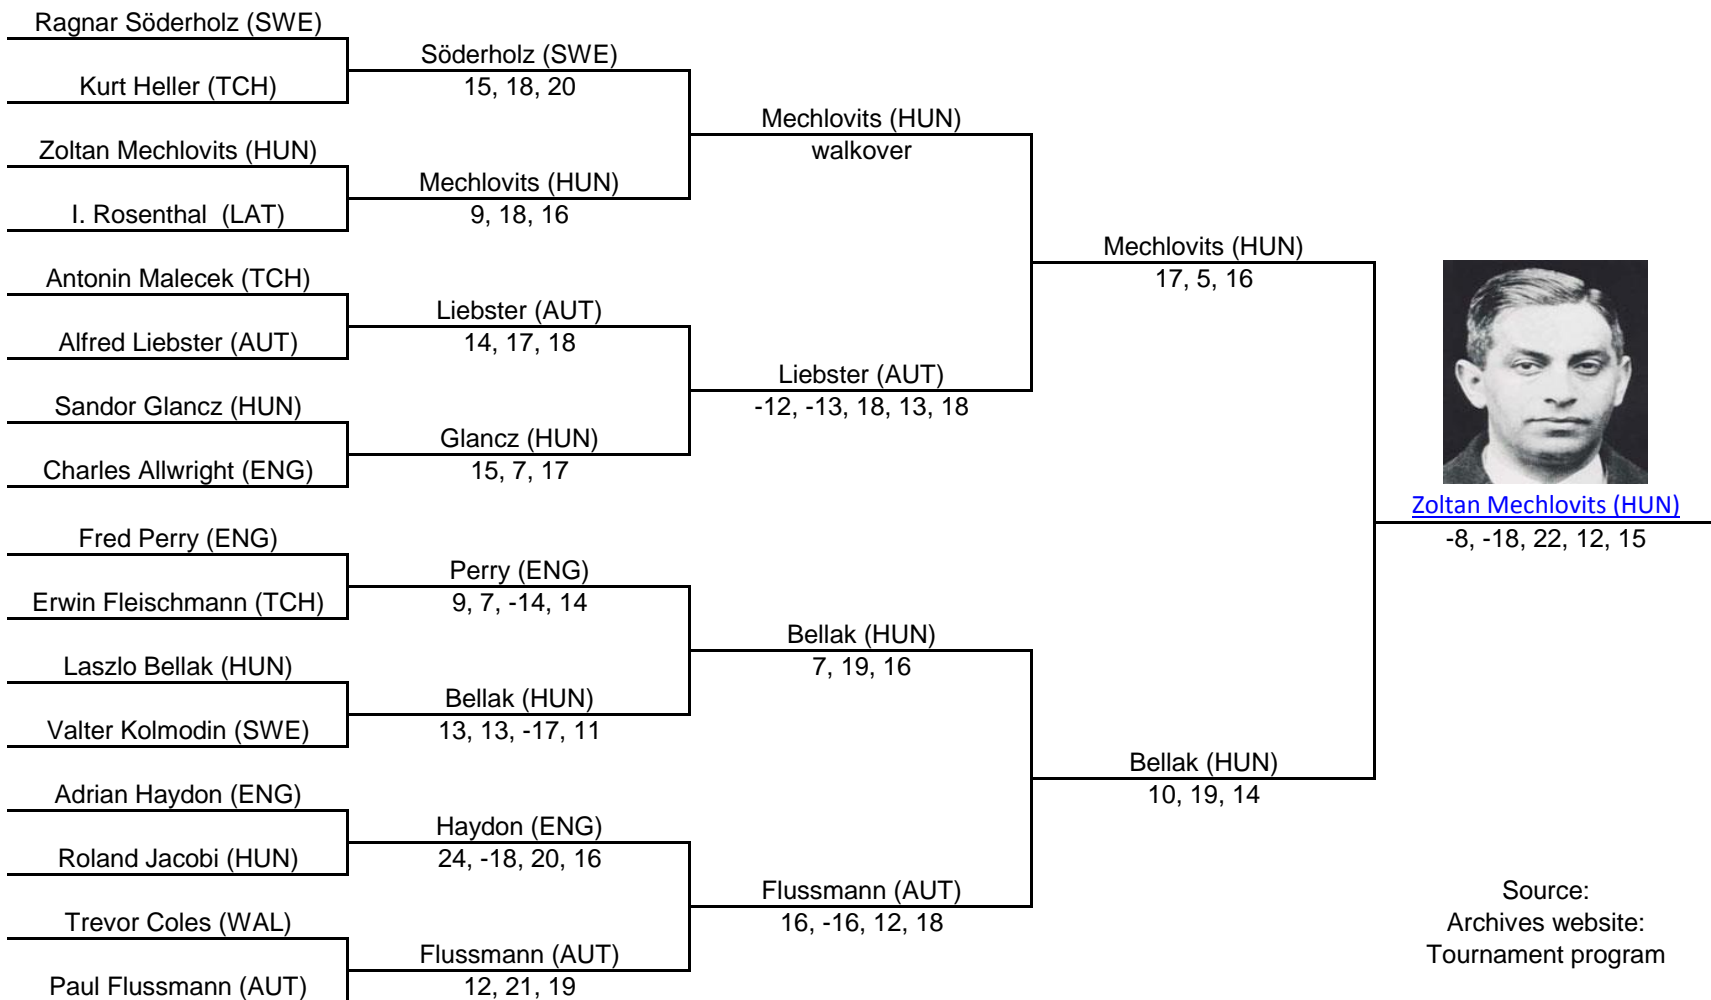 Ragnar Söderholz (SWE)
Kurt Heller (TCH)
Zoltan Mechlovits (HUN)
I. Rosenthal (LAT)
Antonin Malecek (TCH)
Alfred Liebster (AUT)
Sandor Glancz (HUN)
Charles Allwright (ENG)
Fred Perry (ENG)
Erwin Fleischmann (TCH)
Laszlo Bellak (HUN)
Valter Kolmodin (SWE)
Adrian Haydon (ENG)
Roland Jacobi (HUN)
Trevor Coles (WAL)
Paul Flussmann (AUT)
Söderholz (SWE)
15, 18, 20
Mechlovits (HUN)
9, 18, 16
Liebster (AUT)
14, 17, 18
Glancz (HUN)
15, 7, 17
Perry (ENG)
9, 7, -14, 14
Bellak (HUN)
13, 13, -17, 11
Haydon (ENG)
24, -18, 20, 16
Flussmann (AUT)
12, 21, 19
Mechlovits (HUN)
walkover
Liebster (AUT)
-12, -13, 18, 13, 18
Bellak (HUN)
7, 19, 16
Flussmann (AUT)
16, -16, 12, 18
Mechlovits (HUN)
17, 5, 16
Bellak (HUN)
10, 19, 14
Zoltan Mechlovits (HUN)
-8, -18, 22, 12, 15
Source:
Archives website:
Tournament program